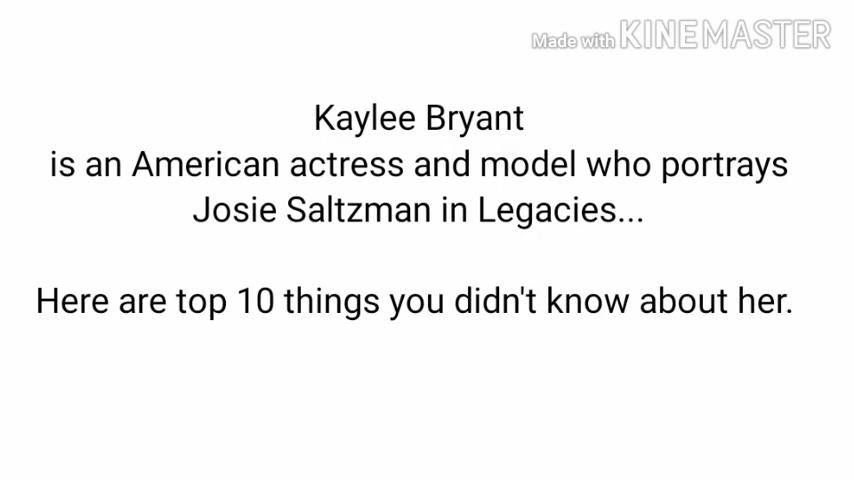 Made with KINEMASTER
Kaylee Bryant
is an American actress and model who portrays
Josie Saltzman in Legacies...
Here are top 10 things you didn't know about her.